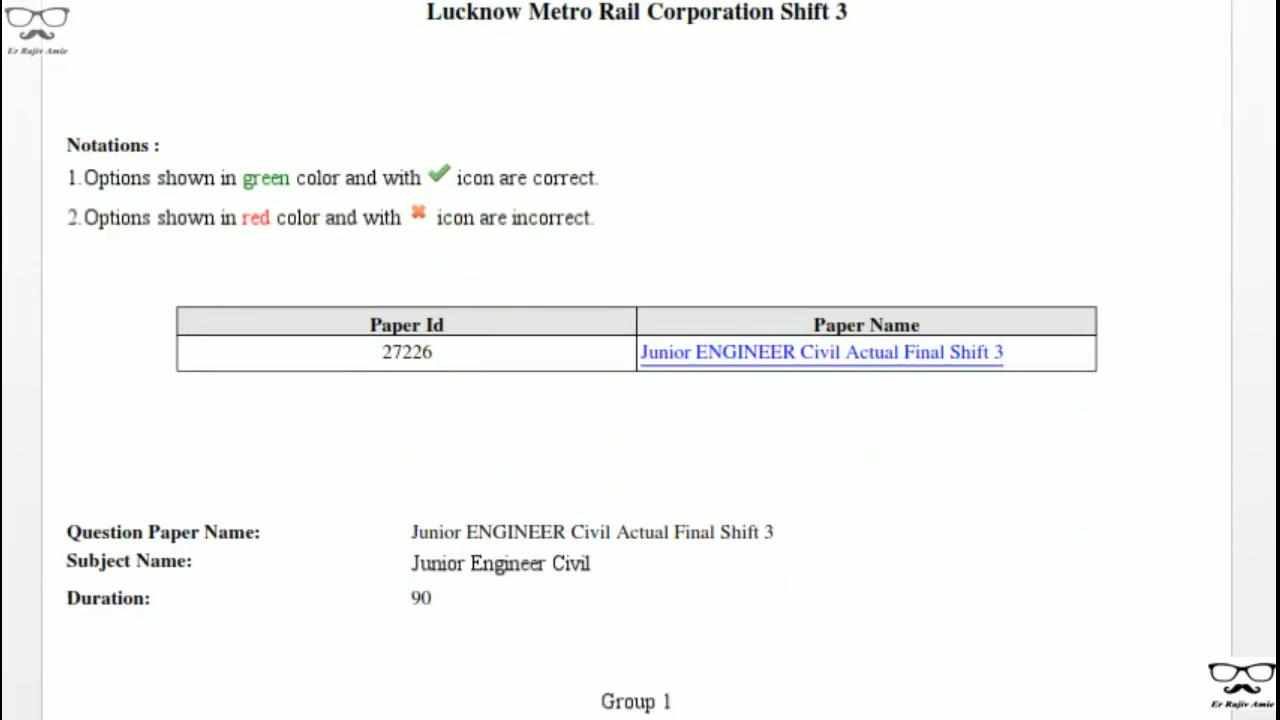 Lucknow Metro Rail Corporation Shift 3
Er Rajiv Amie
Notations :
1.Options shown in green color and with icon are correct.
2.Options shown in red color and with icon are incorrect.
Paper Id Paper Name
27226 Junior ENGINEER Civil Actual Final Shift 3
Question Paper Name: Junior ENGINEER Civil Actual Final Shift 3
Subject Name: Junior Engineer Civil
Duration: 90
Group 1
Er Rajiv Amie